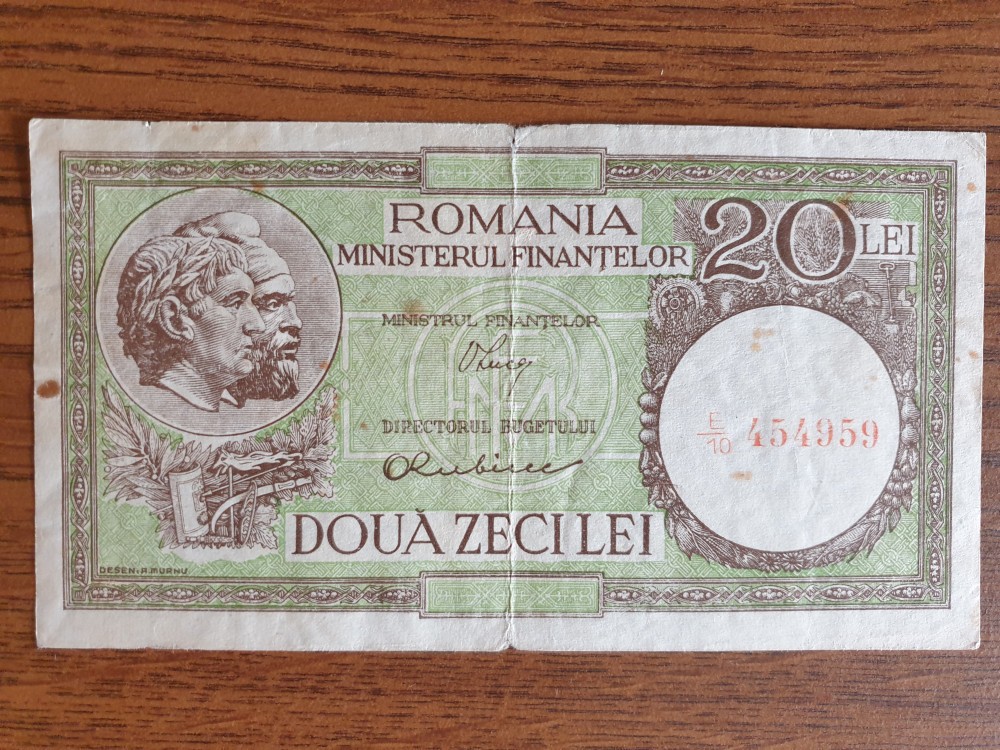 ROMANIA
MINISTERUL FINANȚELOR
20 LEI
MINISTRUL FINANȚELOR
DIRECTORUL BUGETULUI
E/10 454959
DOUĂ ZECI LEI
DESEN: A. MURNU